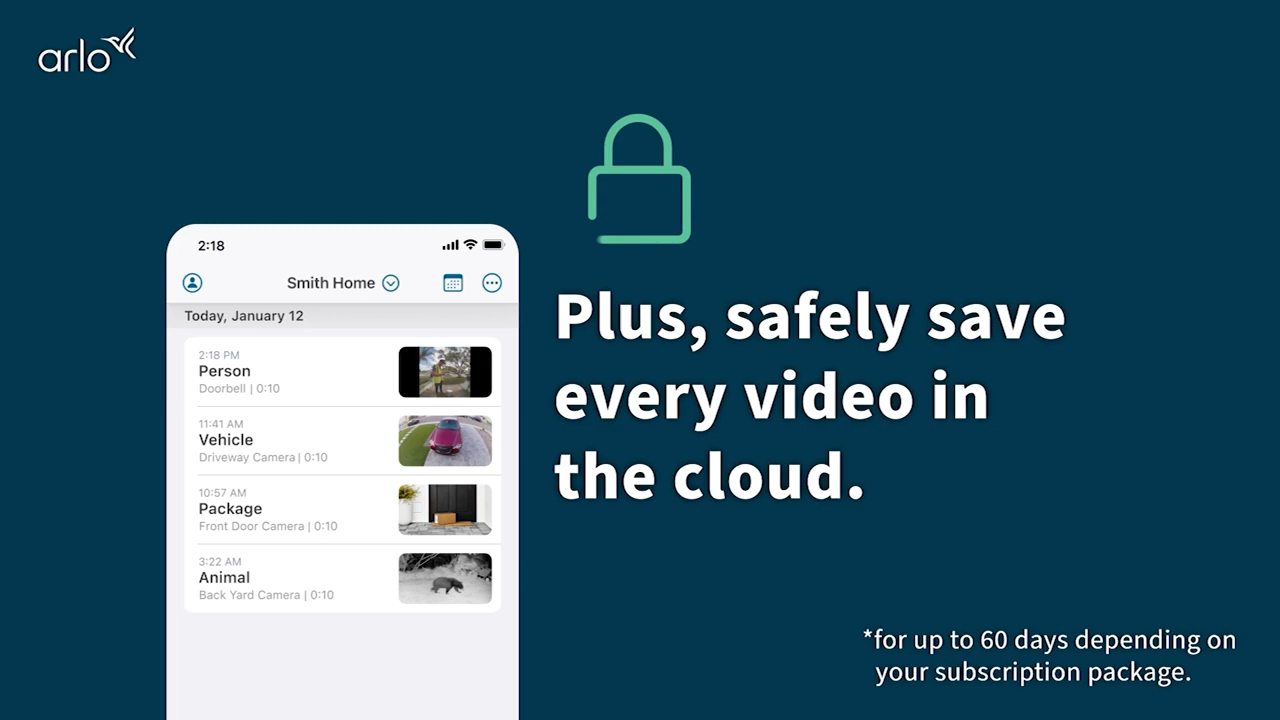 arlo
2:18
Smith Home
Today, January 12
2:18 PM
Person
Doorbell | 0:10
11:41 AM
Vehicle
Driveway Camera | 0:10
10:57 AM
Package
Front Door Camera | 0:10
3:22 AM
Animal
Back Yard Camera | 0:10
Plus, safely save
every video in
the cloud.
*for up to 60 days depending on
your subscription package.